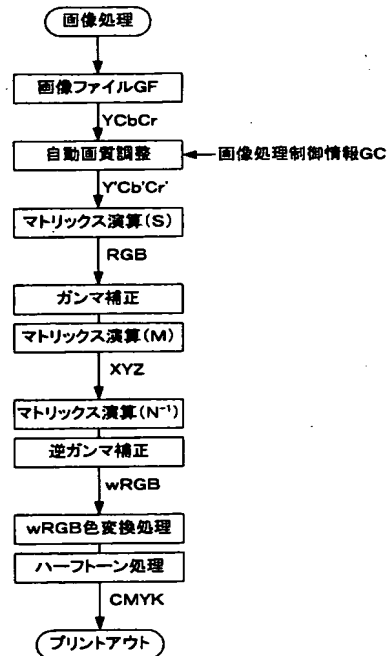 画像処理
画像ファイルGF
YCbCr
自動画質調整
画像処理制御情報GC
Y'Cb'Cr'
マトリックス演算(S)
RGB
ガンマ補正
マトリックス演算(M)
XYZ
マトリックス演算(N⁻¹)
逆ガンマ補正
wRGB
wRGB色変換処理
ハーフトーン処理
CMYK
プリントアウト